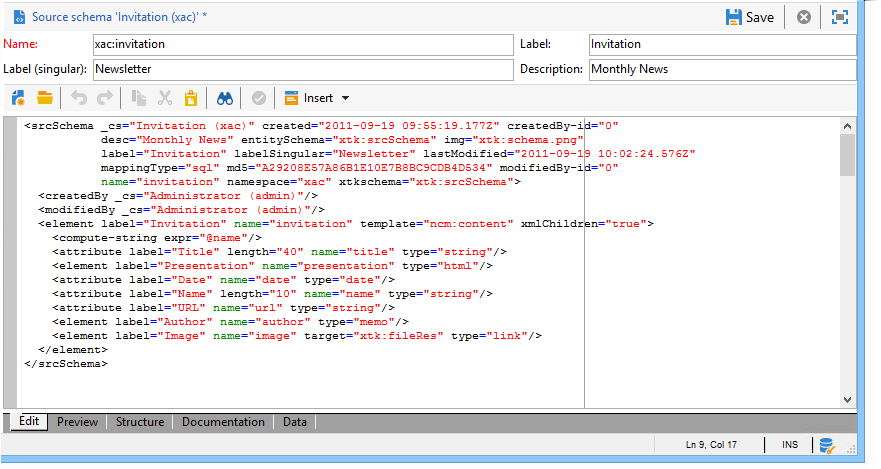 Source schema 'Invitation (xac)' *
Save
Name: xac:invitation Label: Invitation
Label (singular): Newsletter Description: Monthly News
Insert
<srcSchema _cs="Invitation (xac)" created="2011-09-19 09:55:19.177Z" createdBy-id="0"
desc="Monthly News" entitySchema="xtk:srcSchema" img="xtk:schema.png"
label="Invitation" labelSingular="Newsletter" lastModified="2011-09-19 10:02:24.576Z"
mappingType="sql" md5="A29208E57A86B1E10E7B8BC9CDB4D534" modifiedBy-id="0"
name="invitation" namespace="xac" xtkschema="xtk:srcSchema">
<createdBy _cs="Administrator (admin)"/>
<modifiedBy _cs="Administrator (admin)"/>
<element label="Invitation" name="invitation" template="ncm:content" xmlChildren="true">
<compute-string expr="@name"/>
<attribute label="Title" length="40" name="title" type="string"/>
<element label="Presentation" name="presentation" type="html"/>
<attribute label="Date" name="date" type="date"/>
<attribute label="Name" length="10" name="name" type="string"/>
<attribute label="URL" name="url" type="string"/>
<element label="Author" name="author" type="memo"/>
<element label="Image" name="image" target="xtk:fileRes" type="link"/>
</element>
</srcSchema>
Edit Preview Structure Documentation Data
Ln 9, Col 17 INS